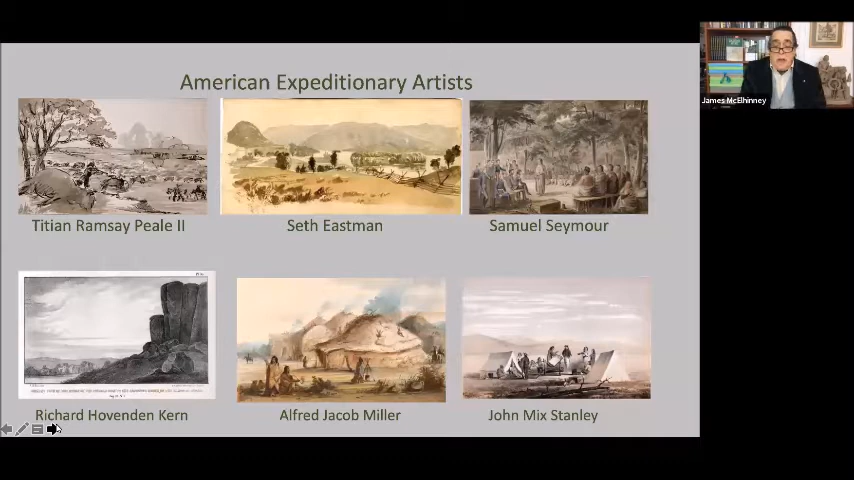 American Expeditionary Artists
James McElhinney
Titian Ramsay Peale II
Seth Eastman
Samuel Seymour
Richard Hovenden Kern
Alfred Jacob Miller
John Mix Stanley